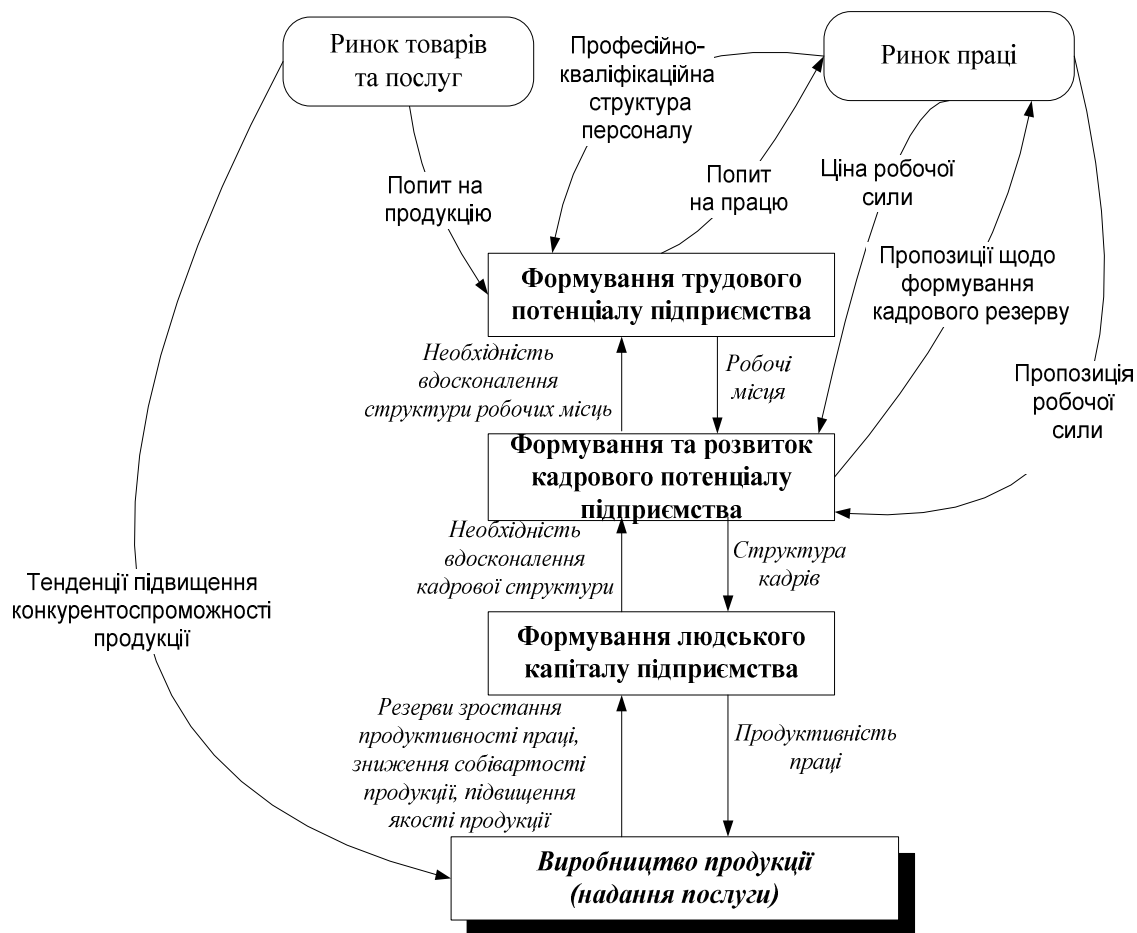 Ринок товарів
та послуг
Професійно-
кваліфікаційна
структура
персоналу
Ринок праці
Попит на
продукцію
Попит
на працю
Ціна робочої
сили
Пропозиції щодо
формування
кадрового резерву
Пропозиція
робочої
сили
Формування трудового
потенціалу підприємства
Необхідність
вдосконалення
структури робочих місць
Робочі
місця
Формування та розвиток
кадрового потенціалу
підприємства
Необхідність
вдосконалення
кадрової структури
Структура
кадрів
Тенденції підвищення
конкурентоспроможності
продукції
Формування людського
капіталу підприємства
Резерви зростання
продуктивності праці,
зниження собівартості
продукції, підвищення
якості продукції
Продуктивність
праці
Виробництво продукції
(надання послуги)